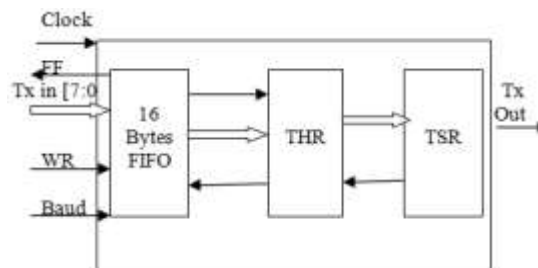 Clock
FF
Tx in [7:0
WR
Baud
16
Bytes
FIFO
THR
TSR
Tx
Out